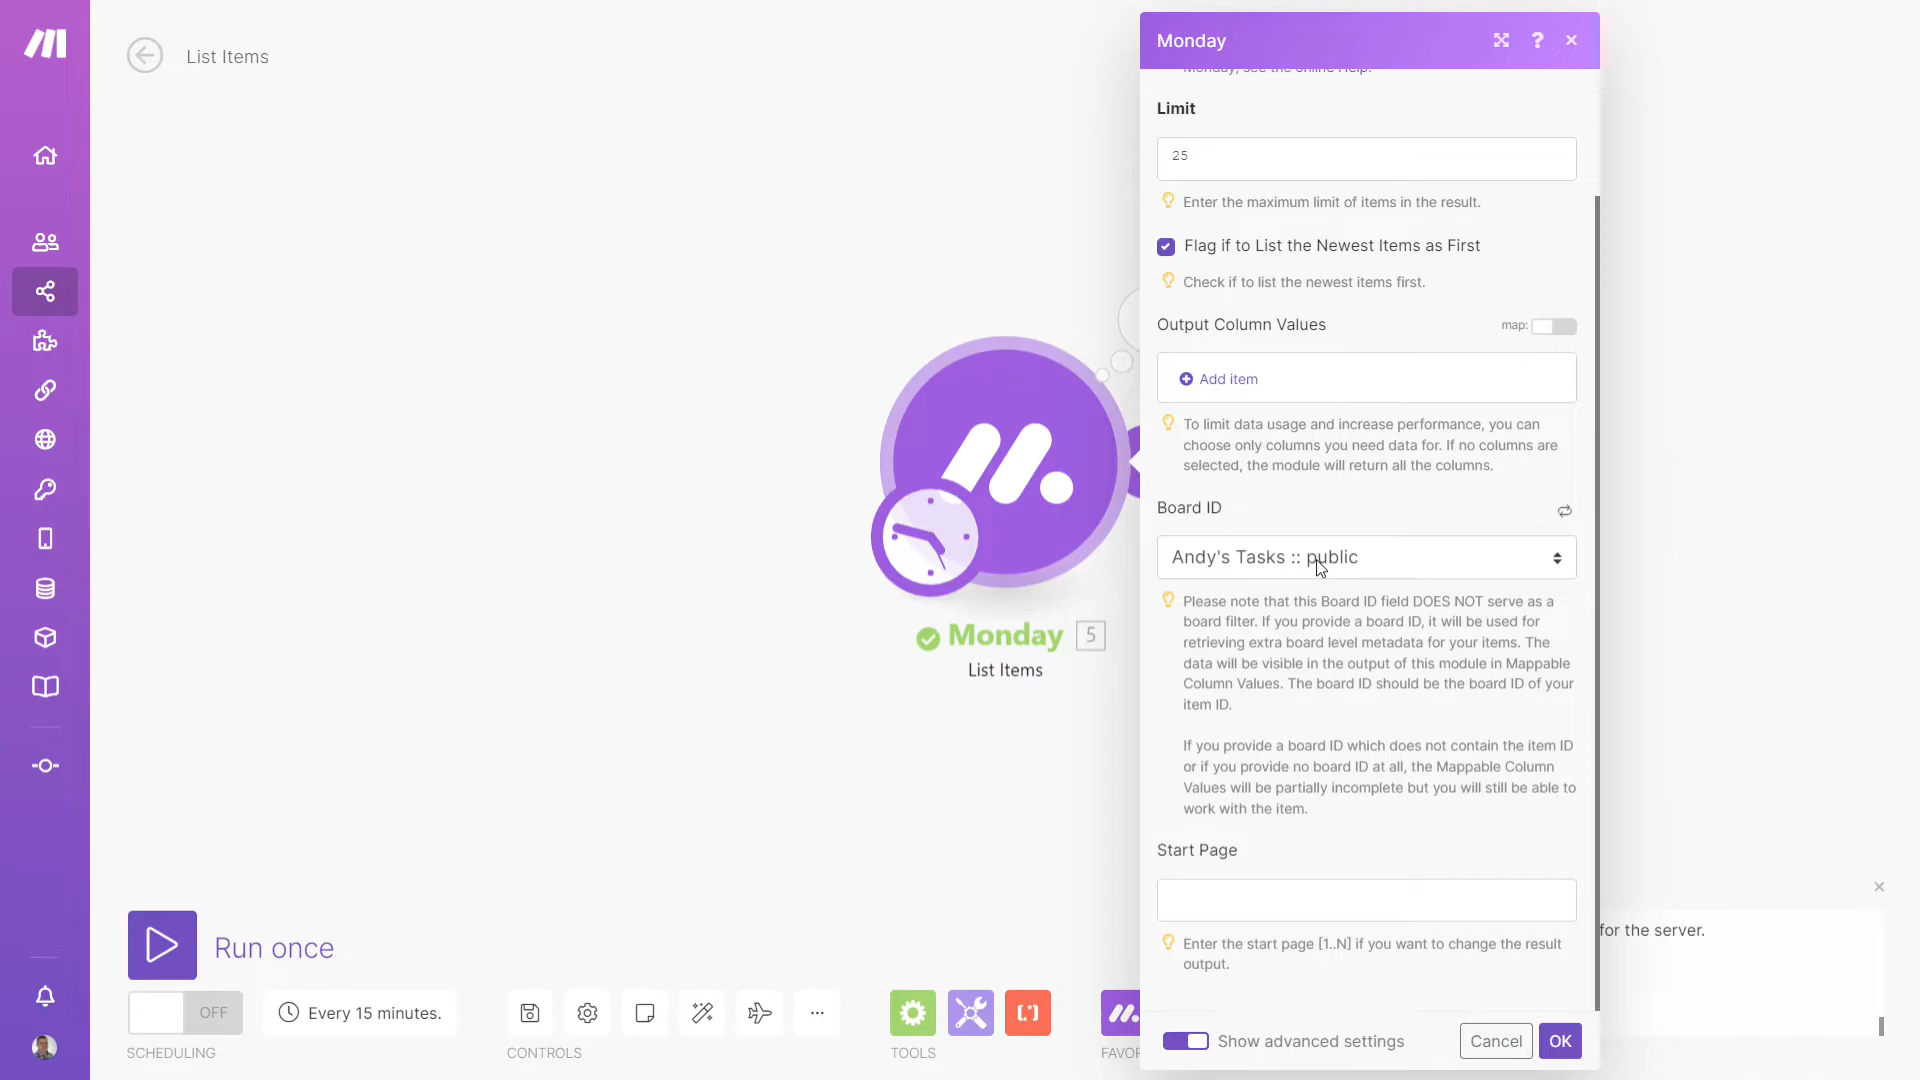 List Items
Monday
Monday, see the online Help.
Limit
25
Enter the maximum limit of items in the result.
Flag if to List the Newest Items as First
Check if to list the newest items first.
Output Column Values
map:
Add item
To limit data usage and increase performance, you can
choose only columns you need data for. If no columns are
selected, the module will return all the columns.
Board ID
Andy's Tasks :: public
Please note that this Board ID field DOES NOT serve as a
board filter. If you provide a board ID, it will be used for
retrieving extra board level metadata for your items. The
data will be visible in the output of this module in Mappable
Column Values. The board ID should be the board ID of your
item ID.
If you provide a board ID which does not contain the item ID
or if you provide no board ID at all, the Mappable Column
Values will be partially incomplete but you will still be able to
work with the item.
Start Page
Enter the start page [1..N] if you want to change the result
output.
Show advanced settings
Cancel
OK
Monday 5
List Items
for the server.
Run once
OFF
Every 15 minutes.
SCHEDULING
CONTROLS
TOOLS
FAVOR